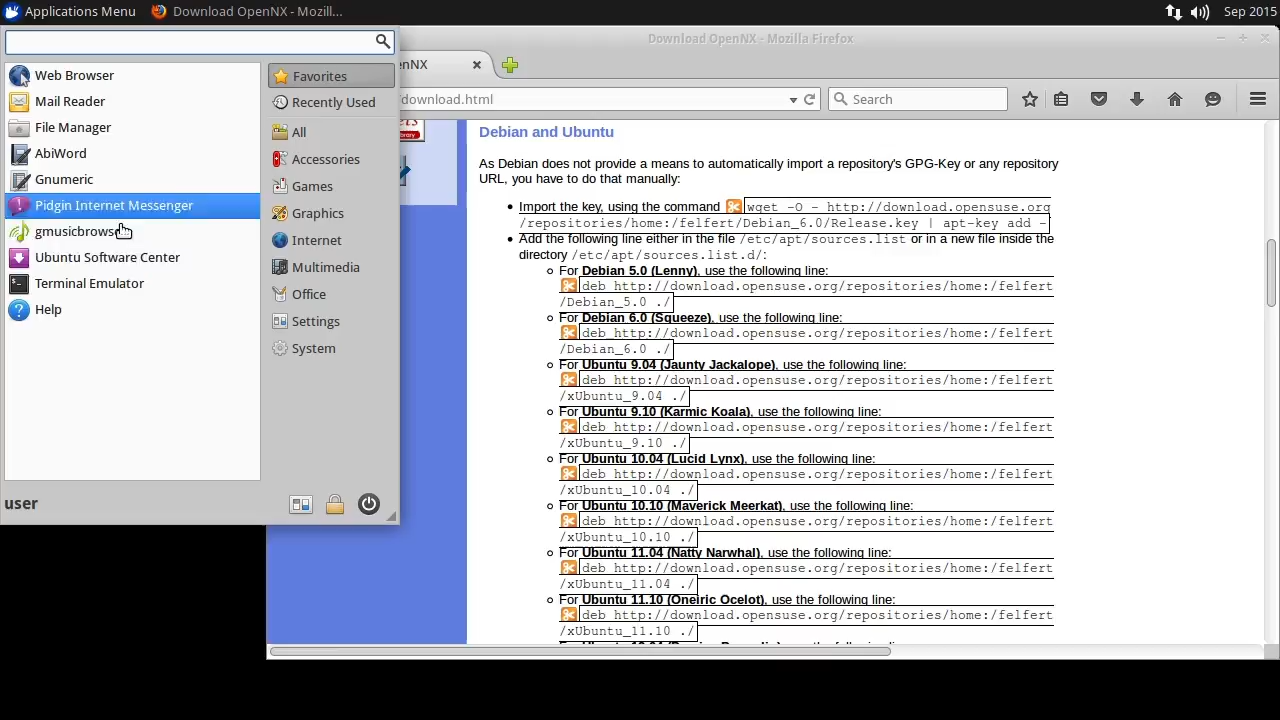 Applications Menu
Download OpenNX - Mozill...
Sep 2015
Download OpenNX - Mozilla Firefox
Web Browser
Mail Reader
File Manager
AbiWord
Gnumeric
Pidgin Internet Messenger
gmusicbrowse
Ubuntu Software Center
Terminal Emulator
Help
Favorites
Recently Used
All
Accessories
Games
Graphics
Internet
Multimedia
Office
Settings
System
user
nNX
/download.html
Search
Debian and Ubuntu
As Debian does not provide a means to automatically import a repository's GPG-Key or any repository
URL, you have to do that manually:
Import the key, using the command wget -O - http://download.opensuse.org
/repositories/home:/felfert/Debian_6.0/Release.key | apt-key add -
Add the following line either in the file /etc/apt/sources.list or in a new file inside the
directory /etc/apt/sources.list.d/:
For Debian 5.0 (Lenny), use the following line:
deb http://download.opensuse.org/repositories/home:/felfert
/Debian_5.0 ./
For Debian 6.0 (Squeeze), use the following line:
deb http://download.opensuse.org/repositories/home:/felfert
/Debian_6.0 ./
For Ubuntu 9.04 (Jaunty Jackalope), use the following line:
deb http://download.opensuse.org/repositories/home:/felfert
/xUbuntu_9.04 ./
For Ubuntu 9.10 (Karmic Koala), use the following line:
deb http://download.opensuse.org/repositories/home:/felfert
/xUbuntu_9.10 ./
For Ubuntu 10.04 (Lucid Lynx), use the following line:
deb http://download.opensuse.org/repositories/home:/felfert
/xUbuntu_10.04 ./
For Ubuntu 10.10 (Maverick Meerkat), use the following line:
deb http://download.opensuse.org/repositories/home:/felfert
/xUbuntu_10.10 ./
For Ubuntu 11.04 (Natty Narwhal), use the following line:
deb http://download.opensuse.org/repositories/home:/felfert
/xUbuntu_11.04 ./
For Ubuntu 11.10 (Oneiric Ocelot), use the following line:
deb http://download.opensuse.org/repositories/home:/felfert
/xUbuntu_11.10 ./